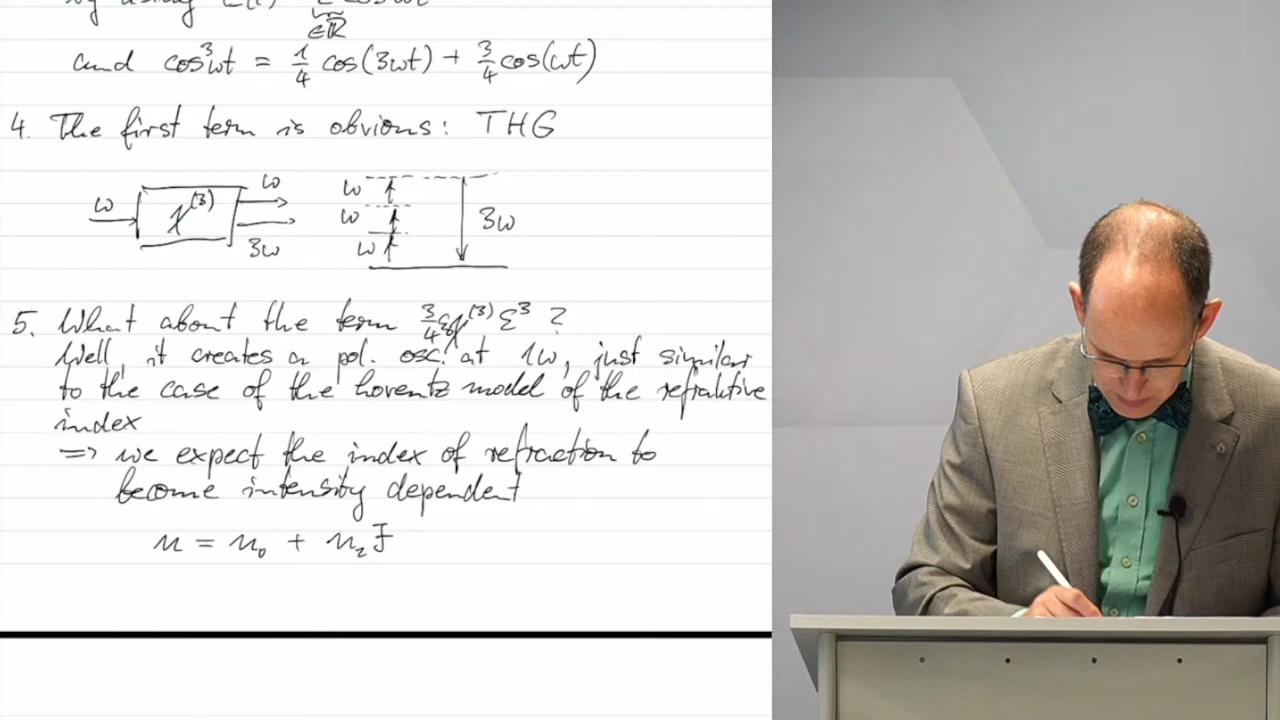 by using
∈ℝ
and cos³ωt = 1/4 cos(3ωt) + 3/4 cos(ωt)
4. The first term is obvious: THG
ω χ⁽³⁾ ω 3ω
ω ω ω 3ω
5. What about the term 3/4 ε₀χ⁽³⁾ ℰ³ ?
Well, it creates a pol. osc. at 1ω, just similar
to the case of the Lorentz model of the refraktive
index
=> we expect the index of refraction to
become intensity dependent
n = n₀ + n₂ I